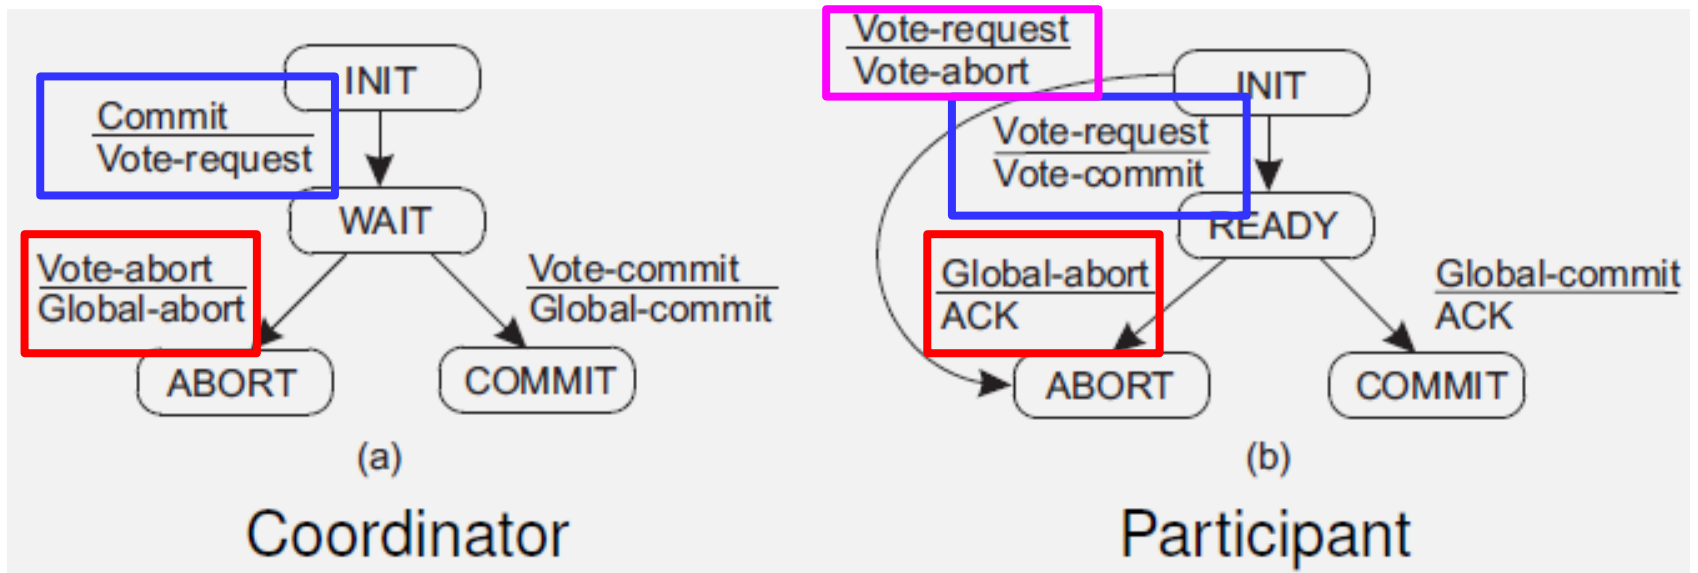 INIT
Commit
Vote-request
WAIT
Vote-abort
Global-abort
Vote-commit
Global-commit
ABORT
COMMIT
(a)
Coordinator
Vote-request
Vote-abort
INIT
Vote-request
Vote-commit
READY
Global-abort
ACK
Global-commit
ACK
ABORT
COMMIT
(b)
Participant